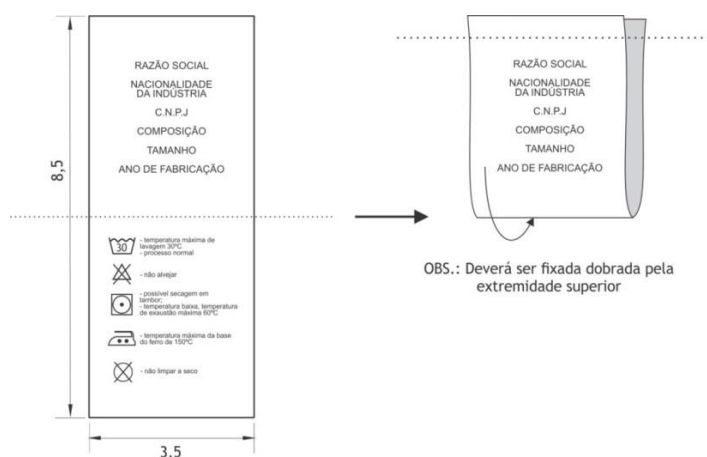 RAZÃO SOCIAL
NACIONALIDADE
DA INDÚSTRIA
C.N.P.J
COMPOSIÇÃO
TAMANHO
ANO DE FABRICAÇÃO
8,5
30
- temperatura máxima de
lavagem 30ºC
- processo normal
- não alvejar
- possível secagem em
tambor;
- temperatura baixa, temperatura
de exaustão máxima 60ºC
- temperatura máxima da base
do ferro de 150ºC
- não limpar a seco
3,5
RAZÃO SOCIAL
NACIONALIDADE
DA INDÚSTRIA
C.N.P.J
COMPOSIÇÃO
TAMANHO
ANO DE FABRICAÇÃO
OBS.: Deverá ser fixada dobrada pela
extremidade superior